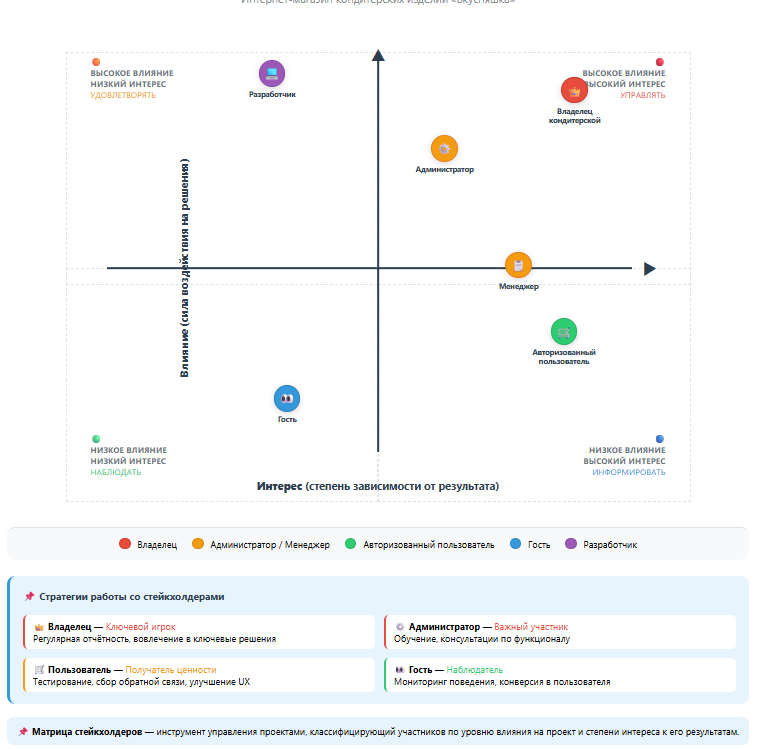 Интернет-магазин кондитерских изделий «Вкусняшка»
ВЫСОКОЕ ВЛИЯНИЕ
НИЗКИЙ ИНТЕРЕС
УДОВЛЕТВОРЯТЬ
Разработчик
ВЫСОКОЕ ВЛИЯНИЕ
ВЫСОКИЙ ИНТЕРЕС
УПРАВЛЯТЬ
Владелец
кондитерской
Администратор
Влияние (сила воздействия на решения)
Менеджер
Авторизованный
пользователь
Гость
НИЗКОЕ ВЛИЯНИЕ
НИЗКИЙ ИНТЕРЕС
НАБЛЮДАТЬ
НИЗКОЕ ВЛИЯНИЕ
ВЫСОКИЙ ИНТЕРЕС
ИНФОРМИРОВАТЬ
Интерес (степень зависимости от результата)
Владелец
Администратор / Менеджер
Авторизованный пользователь
Гость
Разработчик
Стратегии работы со стейкхолдерами
Владелец — Ключевой игрок
Регулярная отчётность, вовлечение в ключевые решения
Администратор — Важный участник
Обучение, консультации по функционалу
Пользователь — Получатель ценности
Тестирование, сбор обратной связи, улучшение UX
Гость — Наблюдатель
Мониторинг поведения, конверсия в пользователя
Матрица стейкхолдеров — инструмент управления проектами, классифицирующий участников по уровню влияния на проект и степени интереса к его результатам.